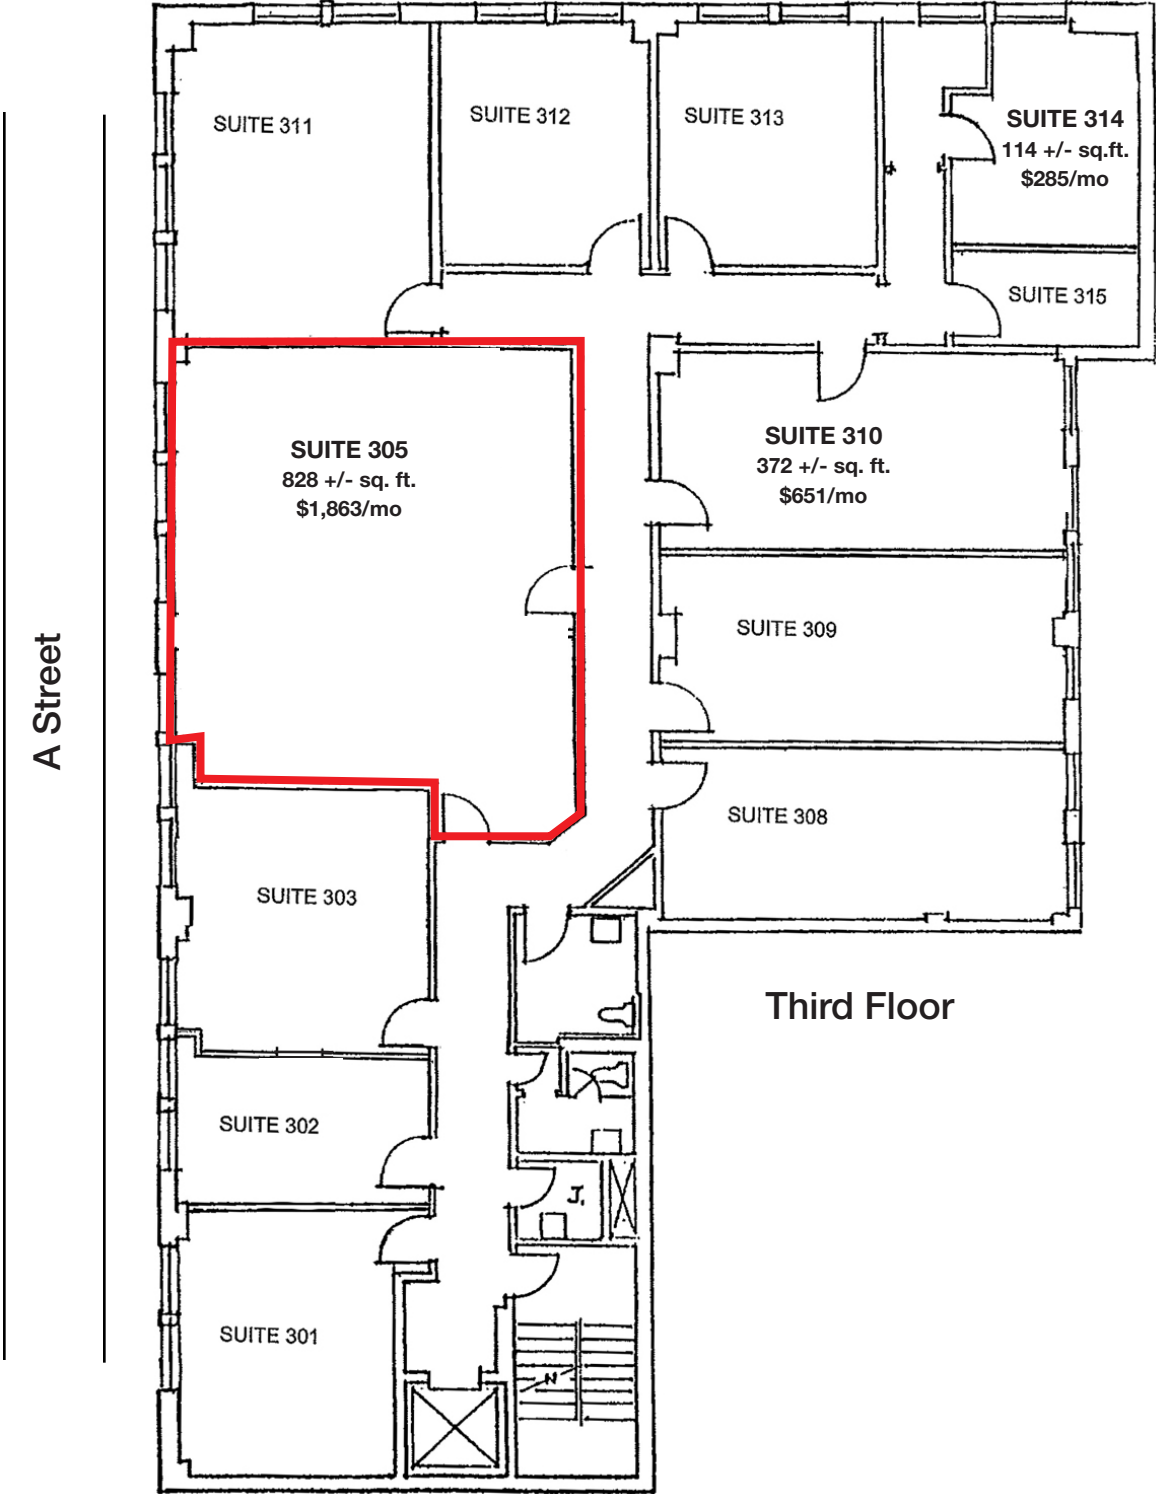 SUITE 311
SUITE 312
SUITE 313
SUITE 314
114 +/- sq.ft.
$285/mo
SUITE 315
SUITE 305
828 +/- sq. ft.
$1,863/mo
SUITE 310
372 +/- sq. ft.
$651/mo
A Street
SUITE 309
SUITE 308
SUITE 303
Third Floor
SUITE 302
J.
SUITE 301
N